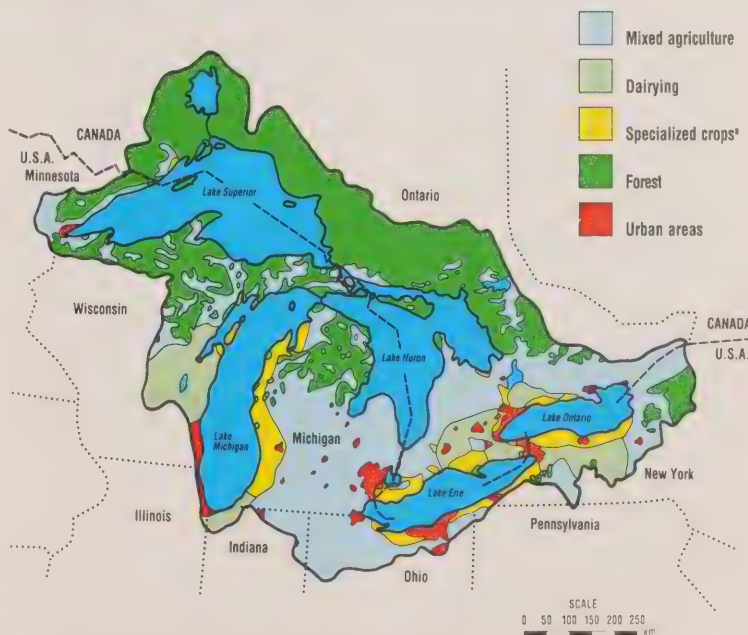 Mixed agriculture
Dairying
Specialized cropsª
Forest
Urban areas
CANADA
U.S.A.
Minnesota
Lake Superior
Ontario
Wisconsin
Lake Huron
CANADA
U.S.A.
Lake Ontario
Lake Michigan
Michigan
Lake Erie
New York
Illinois
Indiana
Pennsylvania
Ohio
SCALE
0 50 100 150 200 250
km